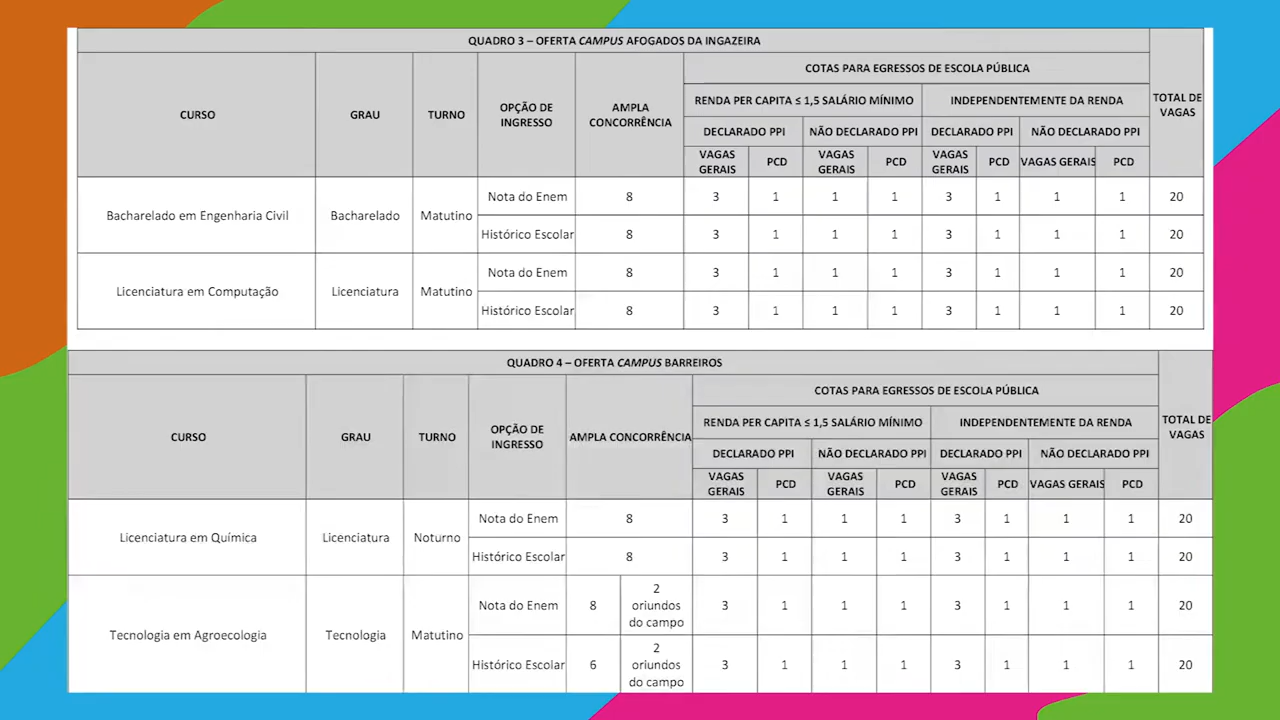 QUADRO 3 – OFERTA CAMPUS AFOGADOS DA INGAZEIRA
CURSO
GRAU
TURNO
OPÇÃO DE
INGRESSO
AMPLA
CONCORRÊNCIA
COTAS PARA EGRESSOS DE ESCOLA PÚBLICA
TOTAL DE
VAGAS
RENDA PER CAPITA ≤ 1,5 SALÁRIO MÍNIMO
INDEPENDENTEMENTE DA RENDA
DECLARADO PPI
NÃO DECLARADO PPI
DECLARADO PPI
NÃO DECLARADO PPI
VAGAS
GERAIS
PCD
VAGAS
GERAIS
PCD
VAGAS
GERAIS
PCD
VAGAS GERAIS
PCD
Bacharelado em Engenharia Civil
Bacharelado
Matutino
Nota do Enem 8 3 1 1 1 3 1 1 1 20
Histórico Escolar 8 3 1 1 1 3 1 1 1 20
Licenciatura em Computação
Licenciatura
Matutino
Nota do Enem 8 3 1 1 1 3 1 1 1 20
Histórico Escolar 8 3 1 1 1 3 1 1 1 20
QUADRO 4 – OFERTA CAMPUS BARREIROS
CURSO
GRAU
TURNO
OPÇÃO DE
INGRESSO
AMPLA CONCORRÊNCIA
COTAS PARA EGRESSOS DE ESCOLA PÚBLICA
TOTAL DE
VAGAS
RENDA PER CAPITA ≤ 1,5 SALÁRIO MÍNIMO
INDEPENDENTEMENTE DA RENDA
DECLARADO PPI
NÃO DECLARADO PPI
DECLARADO PPI
NÃO DECLARADO PPI
VAGAS
GERAIS
PCD
VAGAS
GERAIS
PCD
VAGAS
GERAIS
PCD
VAGAS GERAIS
PCD
Licenciatura em Química
Licenciatura
Noturno
Nota do Enem 8 3 1 1 1 3 1 1 1 20
Histórico Escolar 8 3 1 1 1 3 1 1 1 20
Tecnologia em Agroecologia
Tecnologia
Matutino
Nota do Enem
8
2
oriundos
do campo
3 1 1 1 3 1 1 1 20
Histórico Escolar
6
2
oriundos
do campo
3 1 1 1 3 1 1 1 20